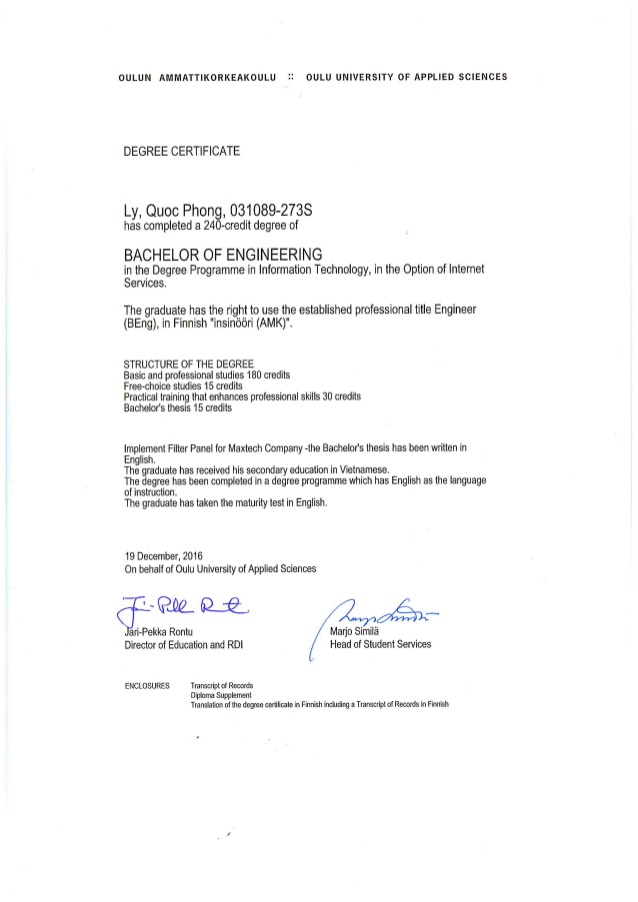 OULUN AMMATTIKORKEAKOULU :: OULU UNIVERSITY OF APPLIED SCIENCES
DEGREE CERTIFICATE
Ly, Quoc Phong, 031089-273S
has completed a 240-credit degree of
BACHELOR OF ENGINEERING
in the Degree Programme in Information Technology, in the Option of Internet
Services.
The graduate has the right to use the established professional title Engineer
(BEng), in Finnish "insinööri (AMK)".
STRUCTURE OF THE DEGREE
Basic and professional studies 180 credits
Free-choice studies 15 credits
Practical training that enhances professional skills 30 credits
Bachelor's thesis 15 credits
Implement Filter Panel for Maxtech Company -the Bachelor's thesis has been written in
English.
The graduate has received his secondary education in Vietnamese.
The degree has been completed in a degree programme which has English as the language
of instruction.
The graduate has taken the maturity test in English.
19 December, 2016
On behalf of Oulu University of Applied Sciences
Jari-Pekka Rontu
Director of Education and RDI
Marjo Similä
Head of Student Services
ENCLOSURES Transcript of Records
Diploma Supplement
Translation of the degree certificate in Finnish including a Transcript of Records in Finnish